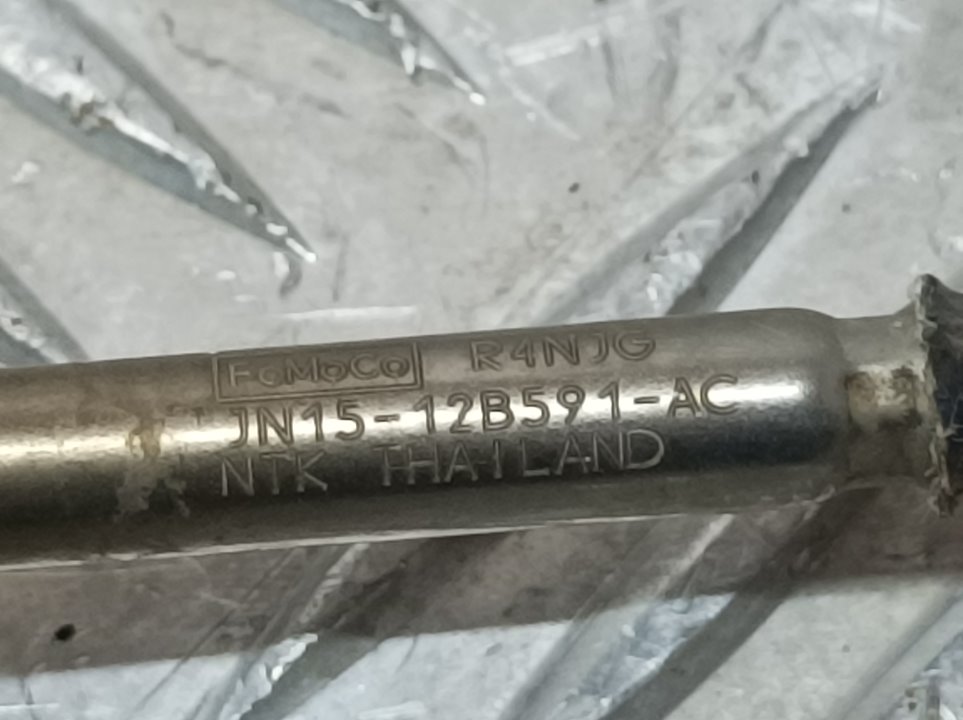 FoMoCo R4NJG
JN15-12B591-AC
NTK THAILAND